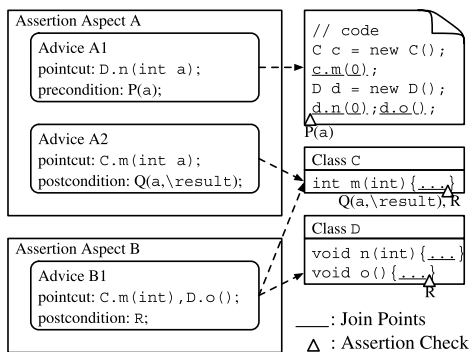 Assertion Aspect A
Advice A1
pointcut: D.n(int a);
precondition: P(a);
Advice A2
pointcut: C.m(int a);
postcondition: Q(a,\result);
Assertion Aspect B
Advice B1
pointcut: C.m(int),D.o();
postcondition: R;
// code
C c = new C();
c.m(0);
D d = new D();
d.n(0);d.o();
P(a)
Class C
int m(int){...}
Q(a,\result), R
Class D
void n(int){...}
void o(){...}
R
: Join Points
: Assertion Check